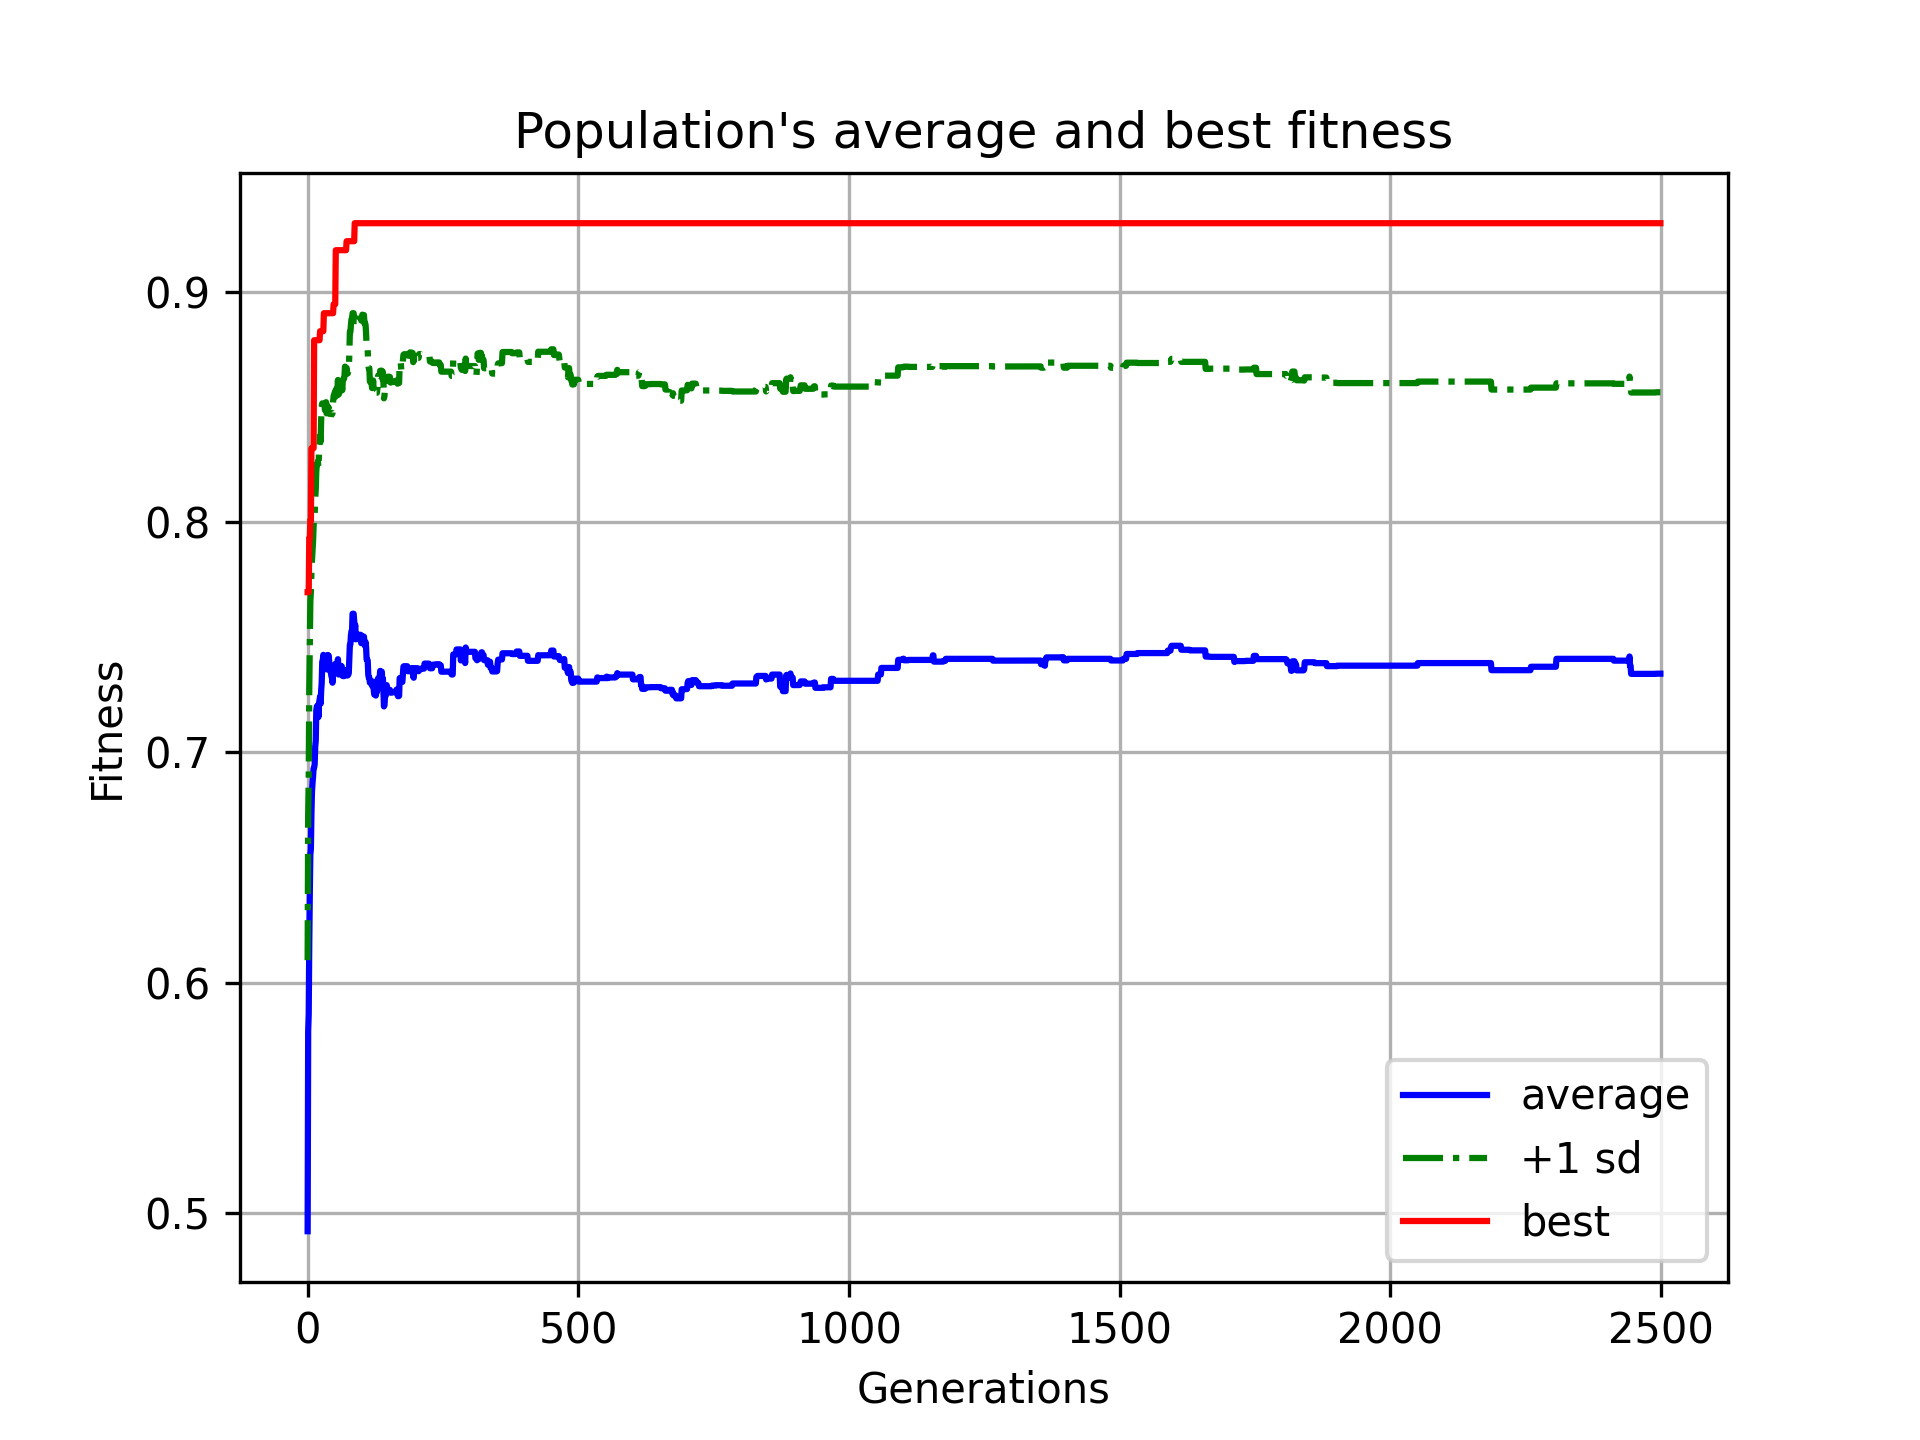 Population's average and best fitness
Fitness
0.9
0.8
0.7
0.6
0.5
0 500 1000 1500 2000 2500
Generations
average
+1 sd
best